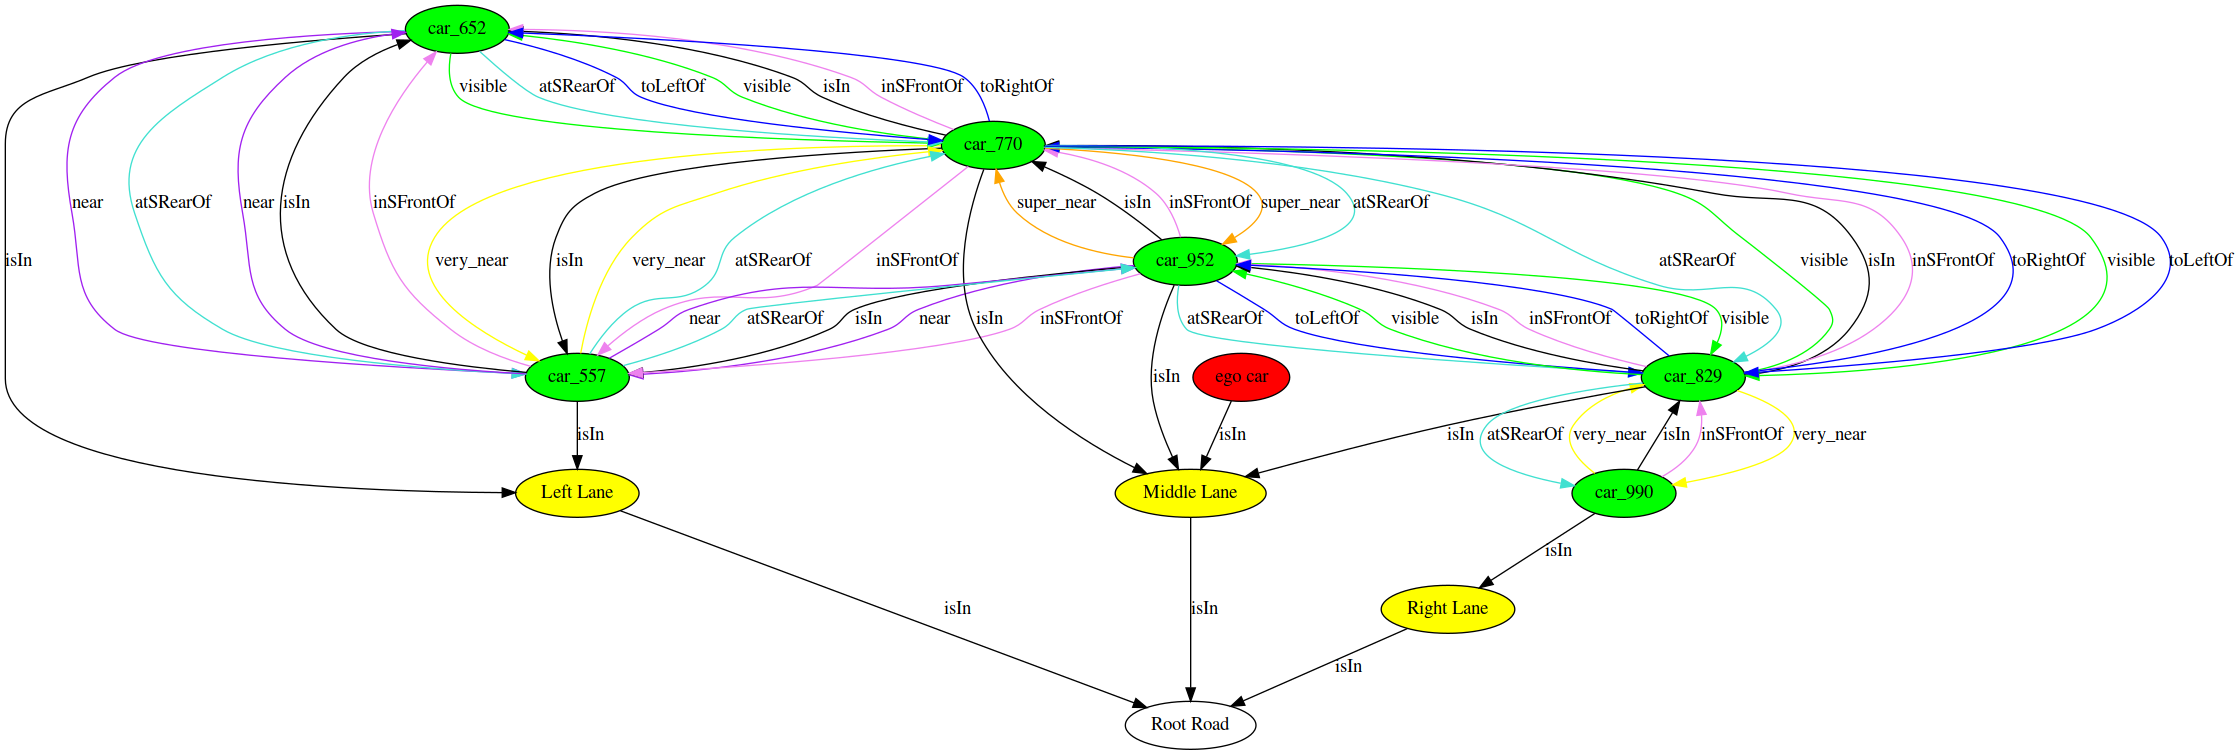 car_652
visible
atSRearOf
toLeftOf
visible
isIn
inSFrontOf
toRightOf
car_770
near
atSRearOf
near
isIn
inSFrontOf
super_near
isIn
inSFrontOf
super_near
atSRearOf
isIn
very_near
isIn
very_near
atSRearOf
inSFrontOf
car_952
atSRearOf
visible
isIn
inSFrontOf
toRightOf
visible
toLeftOf
near
atSRearOf
isIn
near
inSFrontOf
isIn
atSRearOf
toLeftOf
visible
isIn
inSFrontOf
toRightOf
visible
car_557
isIn
ego car
car_829
isIn
isIn
isIn
atSRearOf
very_near
isIn
inSFrontOf
very_near
Left Lane
Middle Lane
car_990
isIn
isIn
isIn
Right Lane
isIn
Root Road